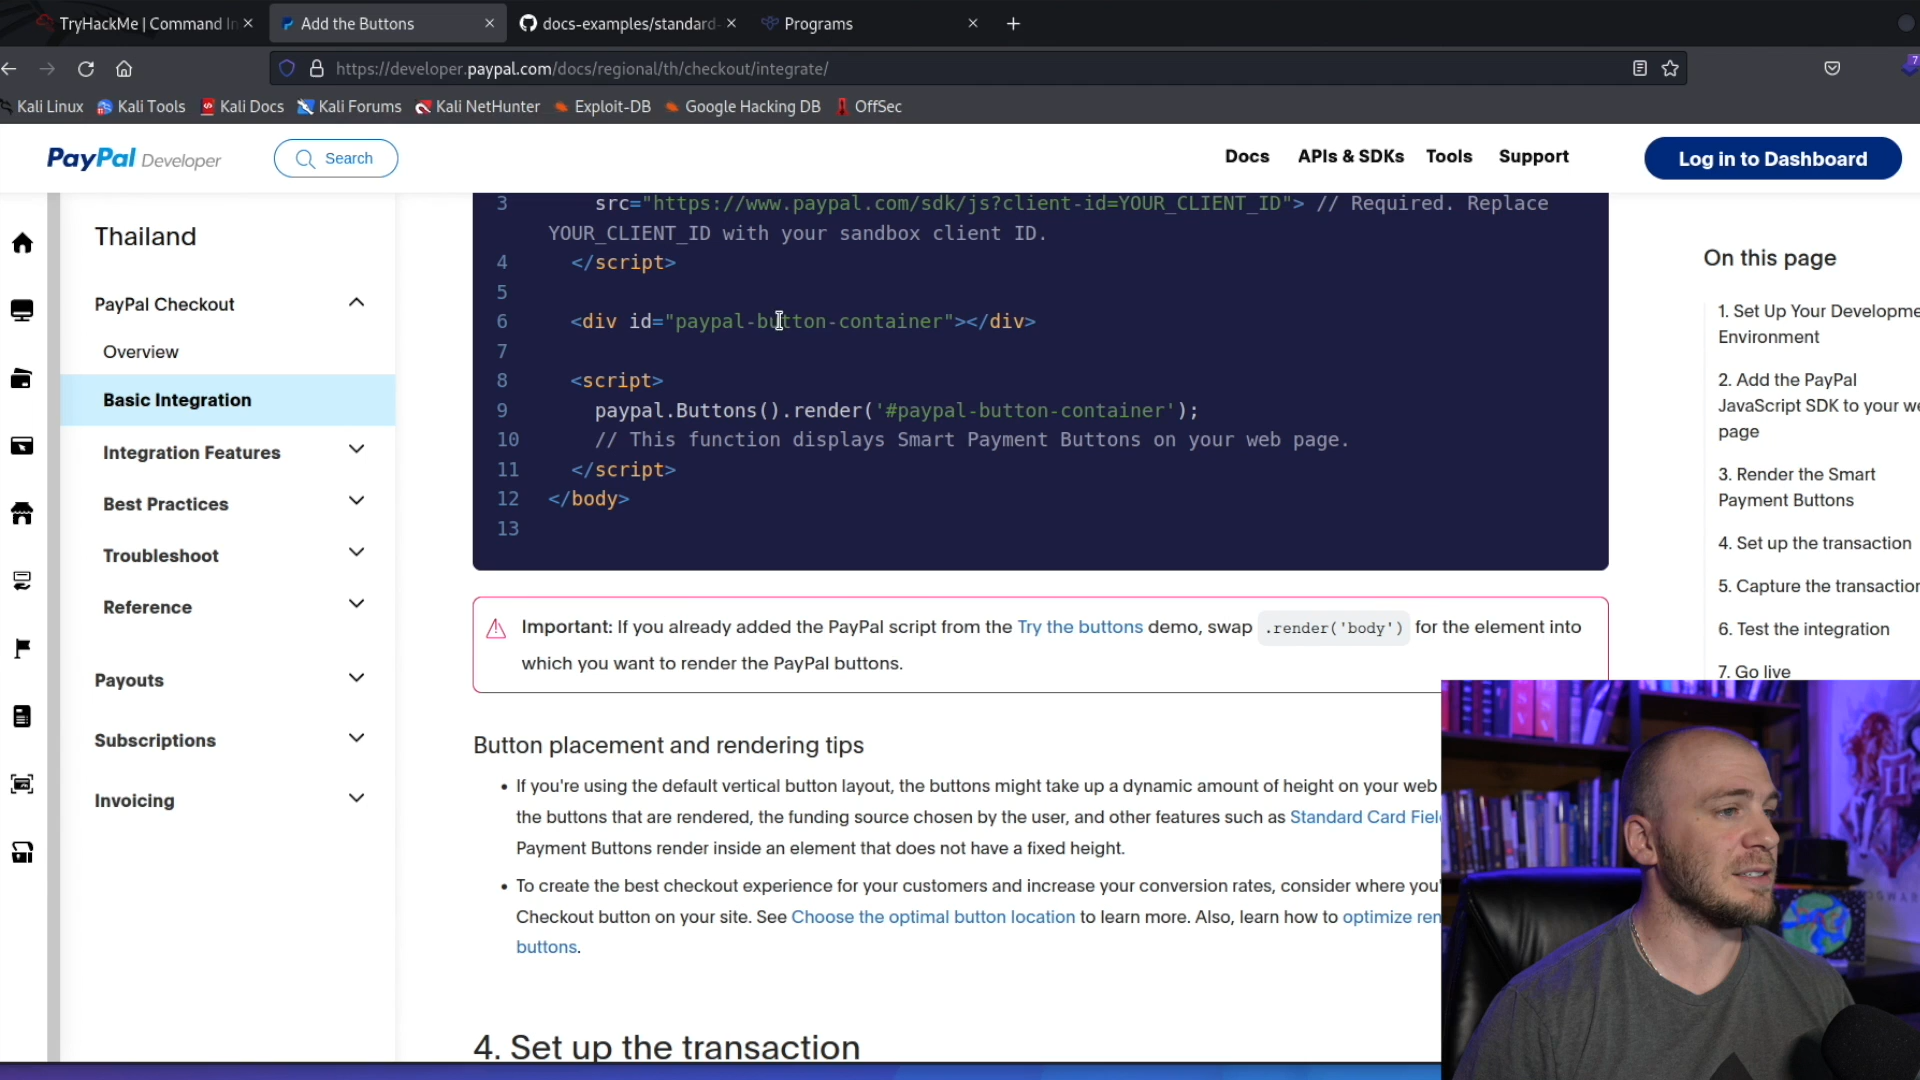 TryHackMe | Command In
Add the Buttons
docs-examples/standard-
Programs
https://developer.paypal.com/docs/regional/th/checkout/integrate/
7
Kali Linux
Kali Tools
Kali Docs
Kali Forums
Kali NetHunter
Exploit-DB
Google Hacking DB
OffSec
PayPal Developer
Search
Docs
APIs & SDKs
Tools
Support
Log in to Dashboard
Thailand
PayPal Checkout
Overview
Basic Integration
Integration Features
Best Practices
Troubleshoot
Reference
Payouts
Subscriptions
Invoicing
3 src="https://www.paypal.com/sdk/js?client-id=YOUR_CLIENT_ID"> // Required. Replace
YOUR_CLIENT_ID with your sandbox client ID.
4 </script>
5
6 <div id="paypal-button-container"></div>
7
8 <script>
9 paypal.Buttons().render('#paypal-button-container');
10 // This function displays Smart Payment Buttons on your web page.
11 </script>
12 </body>
13
Important: If you already added the PayPal script from the Try the buttons demo, swap .render('body') for the element into
which you want to render the PayPal buttons.
Button placement and rendering tips
• If you're using the default vertical button layout, the buttons might take up a dynamic amount of height on your web
the buttons that are rendered, the funding source chosen by the user, and other features such as Standard Card Fiel
Payment Buttons render inside an element that does not have a fixed height.
• To create the best checkout experience for your customers and increase your conversion rates, consider where you'
Checkout button on your site. See Choose the optimal button location to learn more. Also, learn how to optimize ren
buttons.
4. Set up the transaction
On this page
1. Set Up Your Developme
Environment
2. Add the PayPal
JavaScript SDK to your we
page
3. Render the Smart
Payment Buttons
4. Set up the transaction
5. Capture the transaction
6. Test the integration
7. Go live